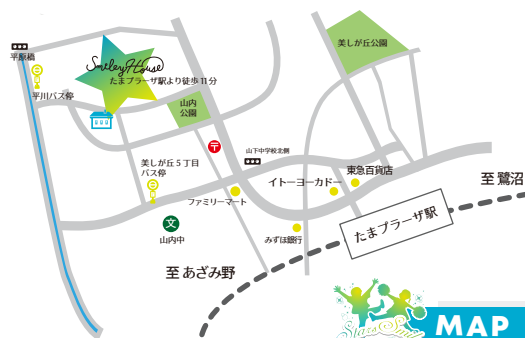 平原橋
平川バス停
Smiley House
たまプラーザ駅より徒歩11分
美しが丘公園
山内
公園
〒
山下中学校北側
美しが丘5丁目
バス停
東急百貨店
イトーヨーカドー
至 鷺沼
ファミリーマート
文
山内中
みずほ銀行
たまプラーザ駅
至 あざみ野
Stars Smile
MAP